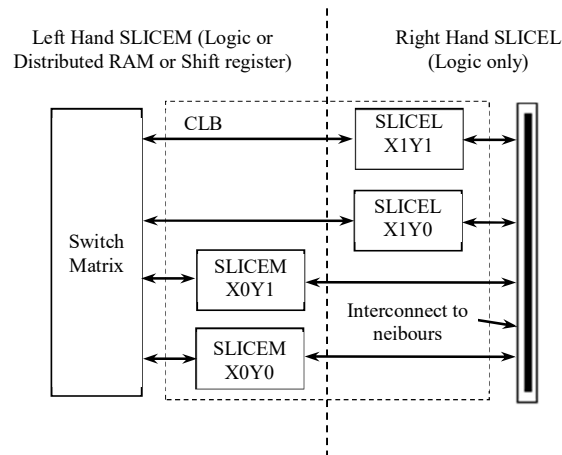 Left Hand SLICEM (Logic or
Distributed RAM or Shift register)
Right Hand SLICEL
(Logic only)
CLB
SLICEL
X1Y1
SLICEL
X1Y0
Switch
Matrix
SLICEM
X0Y1
Interconnect to
neibours
SLICEM
X0Y0